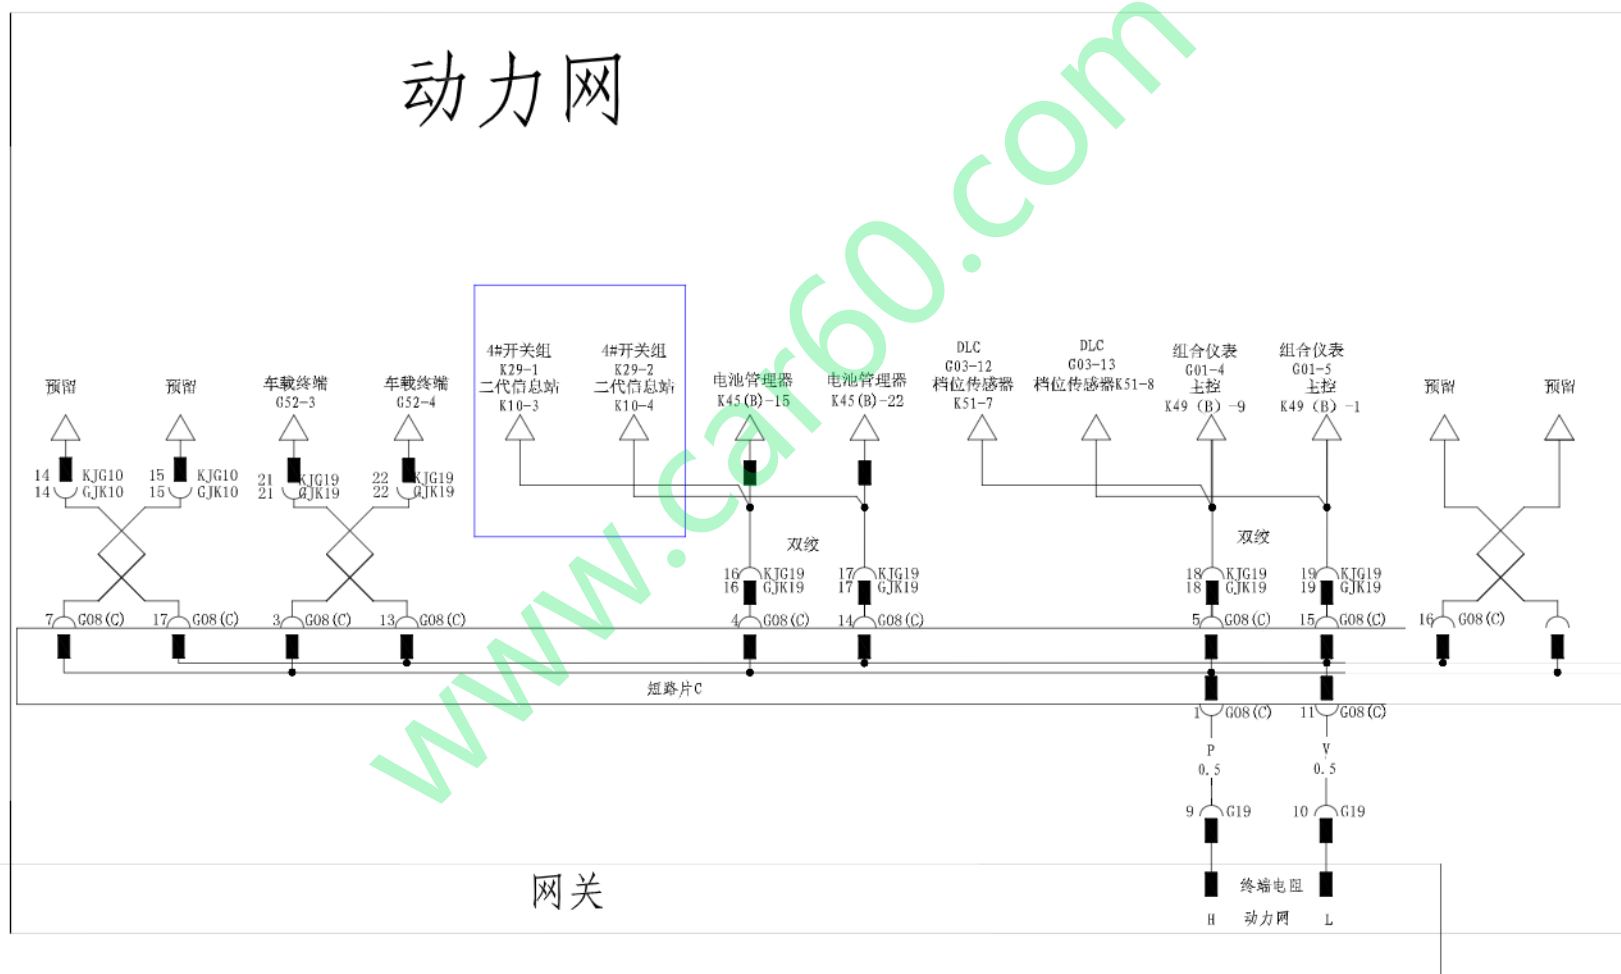 动力网
预留
预留
车载终端
G52-3
车载终端
G52-4
4#开关组
K29-1
二代信息站
K10-3
4#开关组
K29-2
二代信息站
K10-4
电池管理器
K45(B)-15
电池管理器
K45(B)-22
DLC
G03-12
档位传感器
K51-7
DLC
G03-13
档位传感器K51-8
组合仪表
G01-4
主控
K49 (B) -9
组合仪表
G01-5
主控
K49 (B) -1
预留
预留
14 KJG10
14 GJK10
15 KJG10
15 GJK10
21 KJG19
21 GJK19
22 KJG19
22 GJK19
双绞
双绞
16 KJG19
16 GJK19
17 KJG19
17 GJK19
18 KJG19
18 GJK19
19 KJG19
19 GJK19
7 G08(C)
17 G08(C)
3 G08(C)
13 G08(C)
4 G08(C)
14 G08(C)
5 G08(C)
15 G08(C)
16 G08(C)
短路片C
1 G08(C)
11 G08(C)
P
0.5
V
0.5
9 G19
10 G19
网关
终端电阻
H 动力网 L
www.car60.com